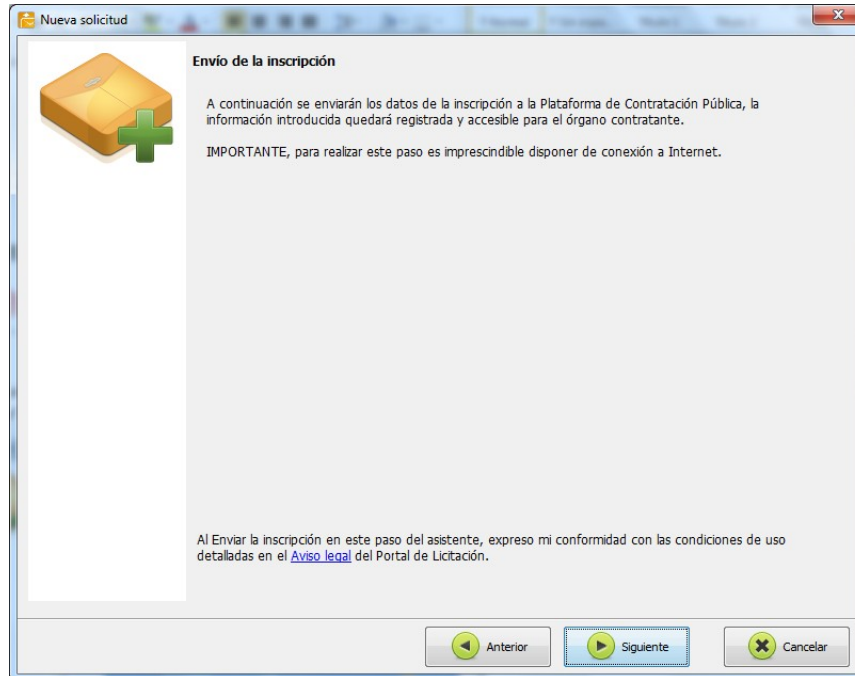 Nueva solicitud
Envío de la inscripción
A continuación se enviarán los datos de la inscripción a la Plataforma de Contratación Pública, la
información introducida quedará registrada y accesible para el órgano contratante.
IMPORTANTE, para realizar este paso es imprescindible disponer de conexión a Internet.
Al Enviar la inscripción en este paso del asistente, expreso mi conformidad con las condiciones de uso
detalladas en el Aviso legal del Portal de Licitación.
Anterior
Siguiente
Cancelar